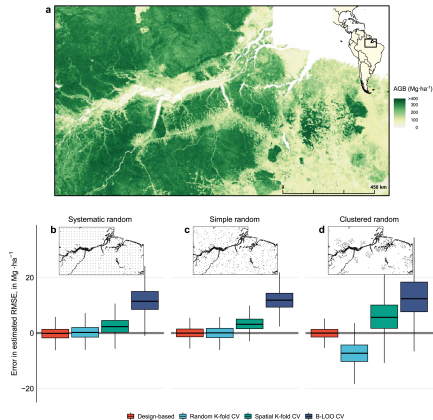 a
AGB (Mg·ha⁻¹)
>400
300
200
100
0
0 450 km
Systematic random
Simple random
Clustered random
b
c
d
Error in estimated RMSE, in Mg·ha⁻¹
20
0
−20
Design-based Random K-fold CV Spatial K-fold CV B-LOO CV